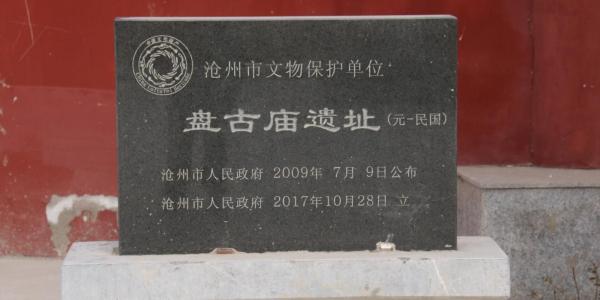 沧州市文物保护单位
盘古庙遗址(元-民国)
沧州市人民政府 2009年 7月 9日公布
沧州市人民政府 2017年10月28日 立